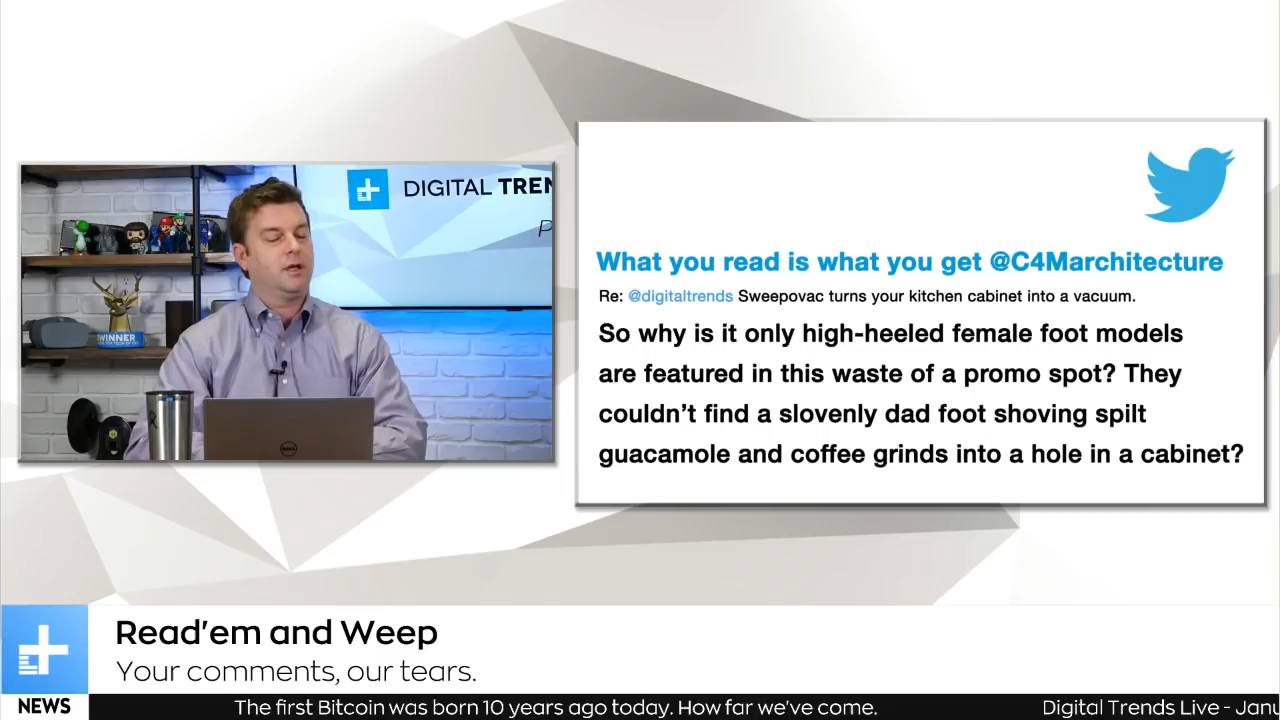 DIGITAL TREN
P
WINNER
DELL
What you read is what you get @C4Marchitecture
Re: @digitaltrends Sweepovac turns your kitchen cabinet into a vacuum.
So why is it only high-heeled female foot models
are featured in this waste of a promo spot? They
couldn't find a slovenly dad foot shoving spilt
guacamole and coffee grinds into a hole in a cabinet?
Read'em and Weep
Your comments, our tears.
NEWS
The first Bitcoin was born 10 years ago today. How far we've come.
Digital Trends Live - Janu